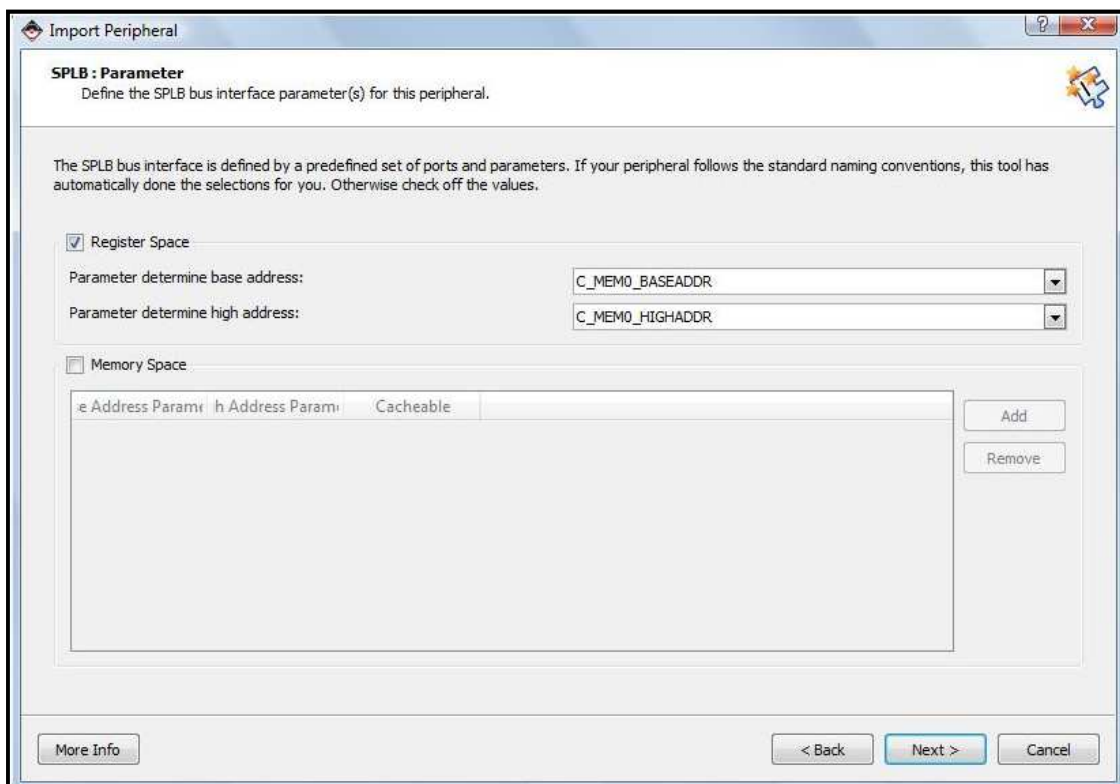 Import Peripheral
?
SPLB : Parameter
Define the SPLB bus interface parameter(s) for this peripheral.
The SPLB bus interface is defined by a predefined set of ports and parameters. If your peripheral follows the standard naming conventions, this tool has
automatically done the selections for you. Otherwise check off the values.
Register Space
Parameter determine base address:
C_MEM0_BASEADDR
Parameter determine high address:
C_MEM0_HIGHADDR
Memory Space
e Address Parame h Address Param Cacheable
Add
Remove
More Info
< Back
Next >
Cancel